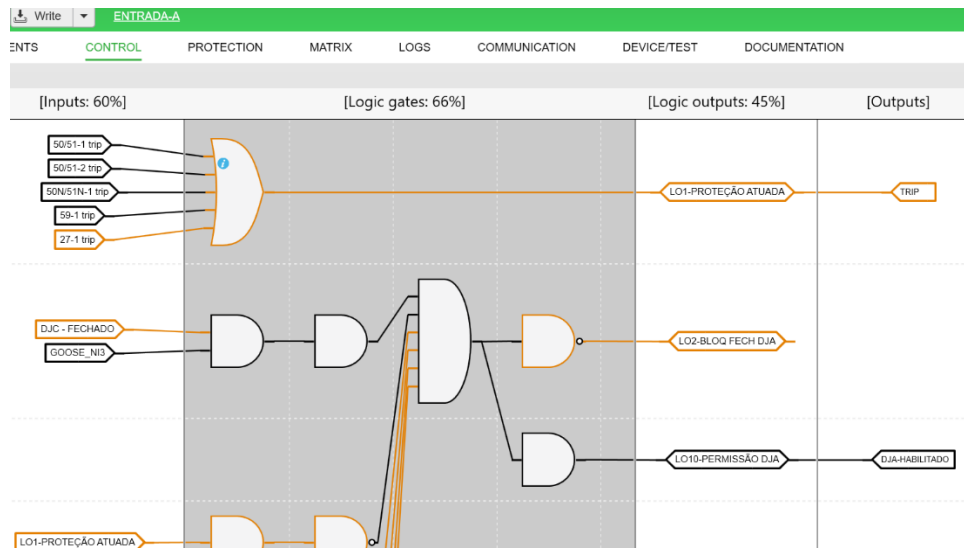 Write ENTRADA-A
ENTS CONTROL PROTECTION MATRIX LOGS COMMUNICATION DEVICE/TEST DOCUMENTATION
[Inputs: 60%] [Logic gates: 66%] [Logic outputs: 45%] [Outputs]
50/51-1 trip
50/51-2 trip
50N/51N-1 trip
59-1 trip
27-1 trip
LO1-PROTEÇÃO ATUADA
TRIP
DJC - FECHADO
GOOSE_NI3
LO2-BLOQ FECH DJA
LO10-PERMISSÃO DJA
DJA-HABILITADO
LO1-PROTEÇÃO ATUADA